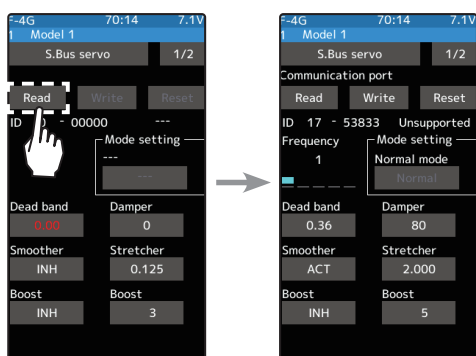 F-4G 70:14 7.1V
1 Model 1
S.Bus servo 1/2
Read Write Reset
ID 0 - 00000 ---
Mode setting
---
---
Dead band Damper
0.00 0
Smoother Stretcher
INH 0.125
Boost Boost
INH 3
F-4G 70:14 7.1V
1 Model 1
S.Bus servo 1/2
Communication port
Read Write Reset
ID 17 - 53833 Unsupported
Frequency Mode setting
1 Normal mode
Normal
Dead band Damper
0.36 80
Smoother Stretcher
ACT 2.000
Boost Boost
INH 5